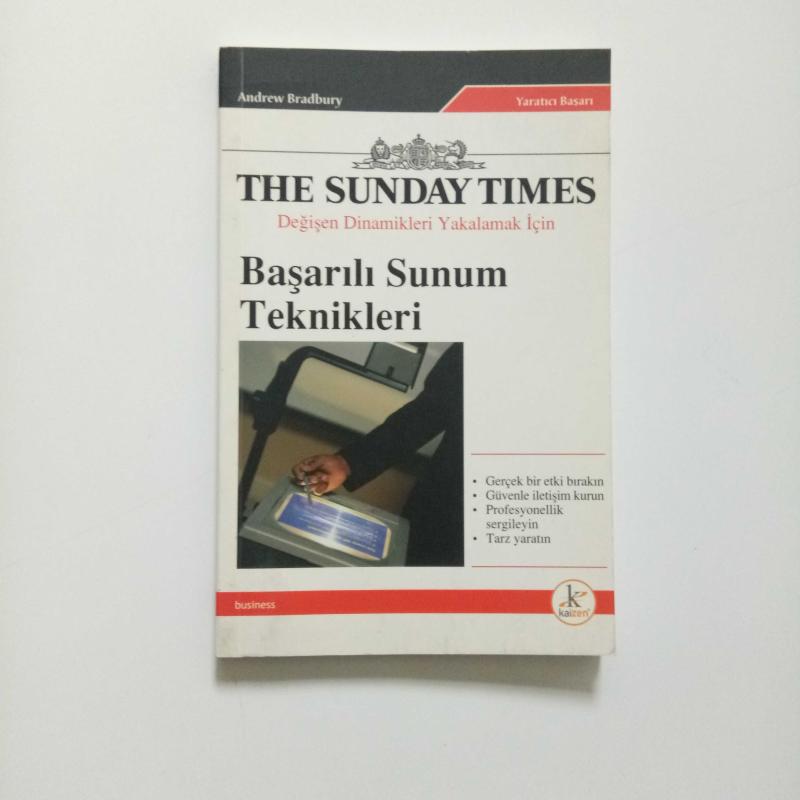 Andrew Bradbury
Yaratıcı Başarı
THE SUNDAY TIMES
Değişen Dinamikleri Yakalamak İçin
Başarılı Sunum
Teknikleri
• Gerçek bir etki bırakın
• Güvenle iletişim kurun
• Profesyonellik
sergileyin
• Tarz yaratın
business
k
kaizen